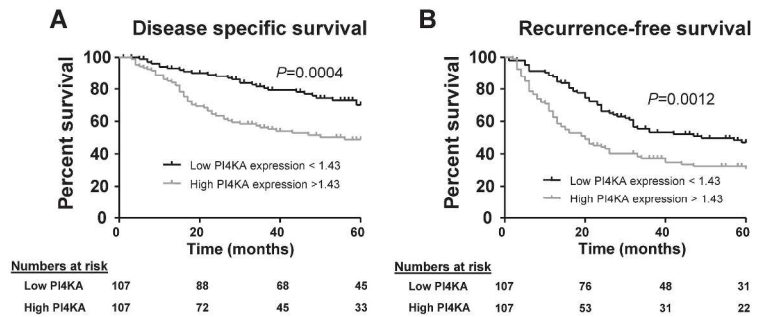 A Disease specific survival
Percent survival
100
80
60
40
20
0
P=0.0004
Low PI4KA expression < 1.43
High PI4KA expression >1.43
0 20 40 60
Time (months)
Numbers at risk
Low PI4KA 107 88 68 45
High PI4KA 107 72 45 33
B Recurrence-free survival
Percent survival
100
80
60
40
20
0
P=0.0012
Low PI4KA expression < 1.43
High PI4KA expression > 1.43
0 20 40 60
Time (months)
Numbers at risk
Low PI4KA 107 76 48 31
High PI4KA 107 53 31 22